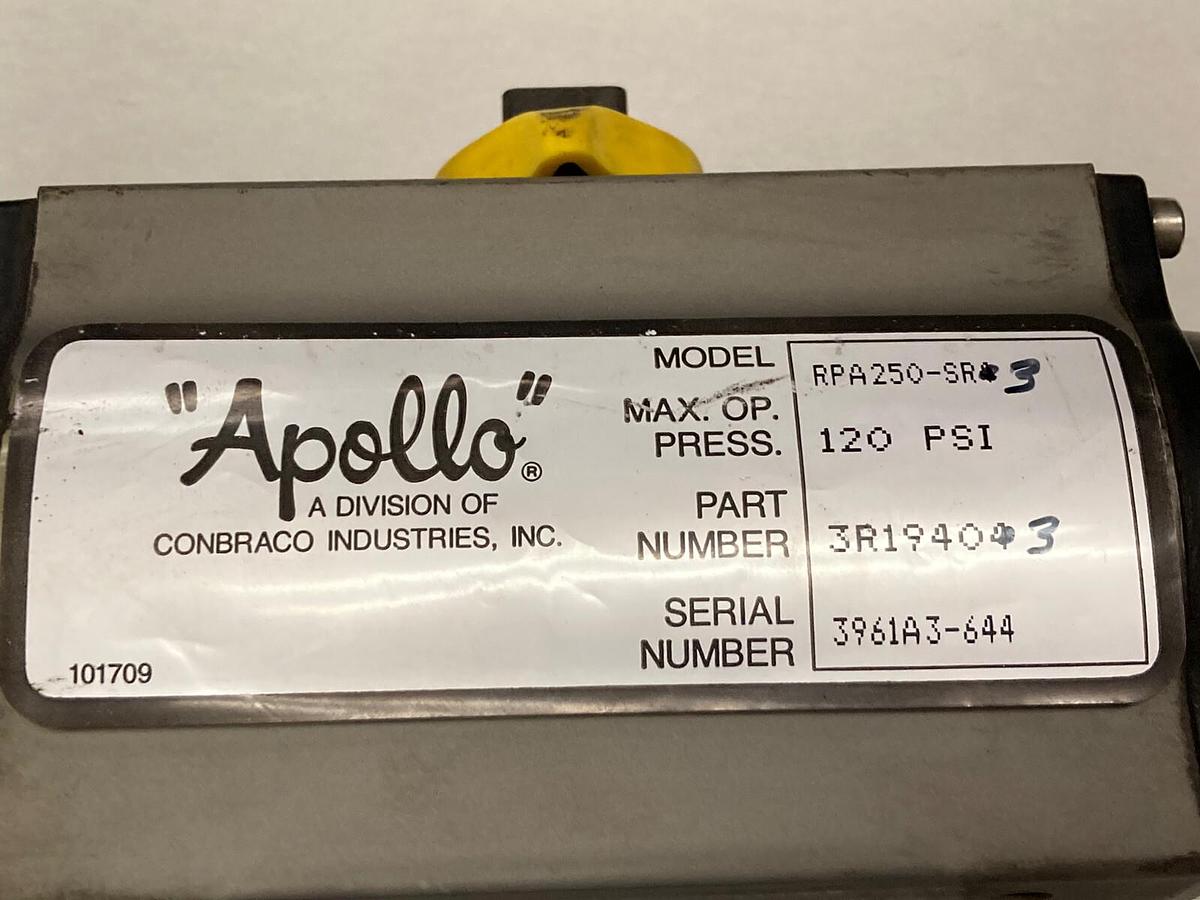 "Apollo"®
A DIVISION OF
CONBRACO INDUSTRIES, INC.
101709
MODEL RPA250-SR 3
MAX. OP.
PRESS. 120 PSI
PART
NUMBER 3R1940 3
SERIAL
NUMBER 3961A3-644